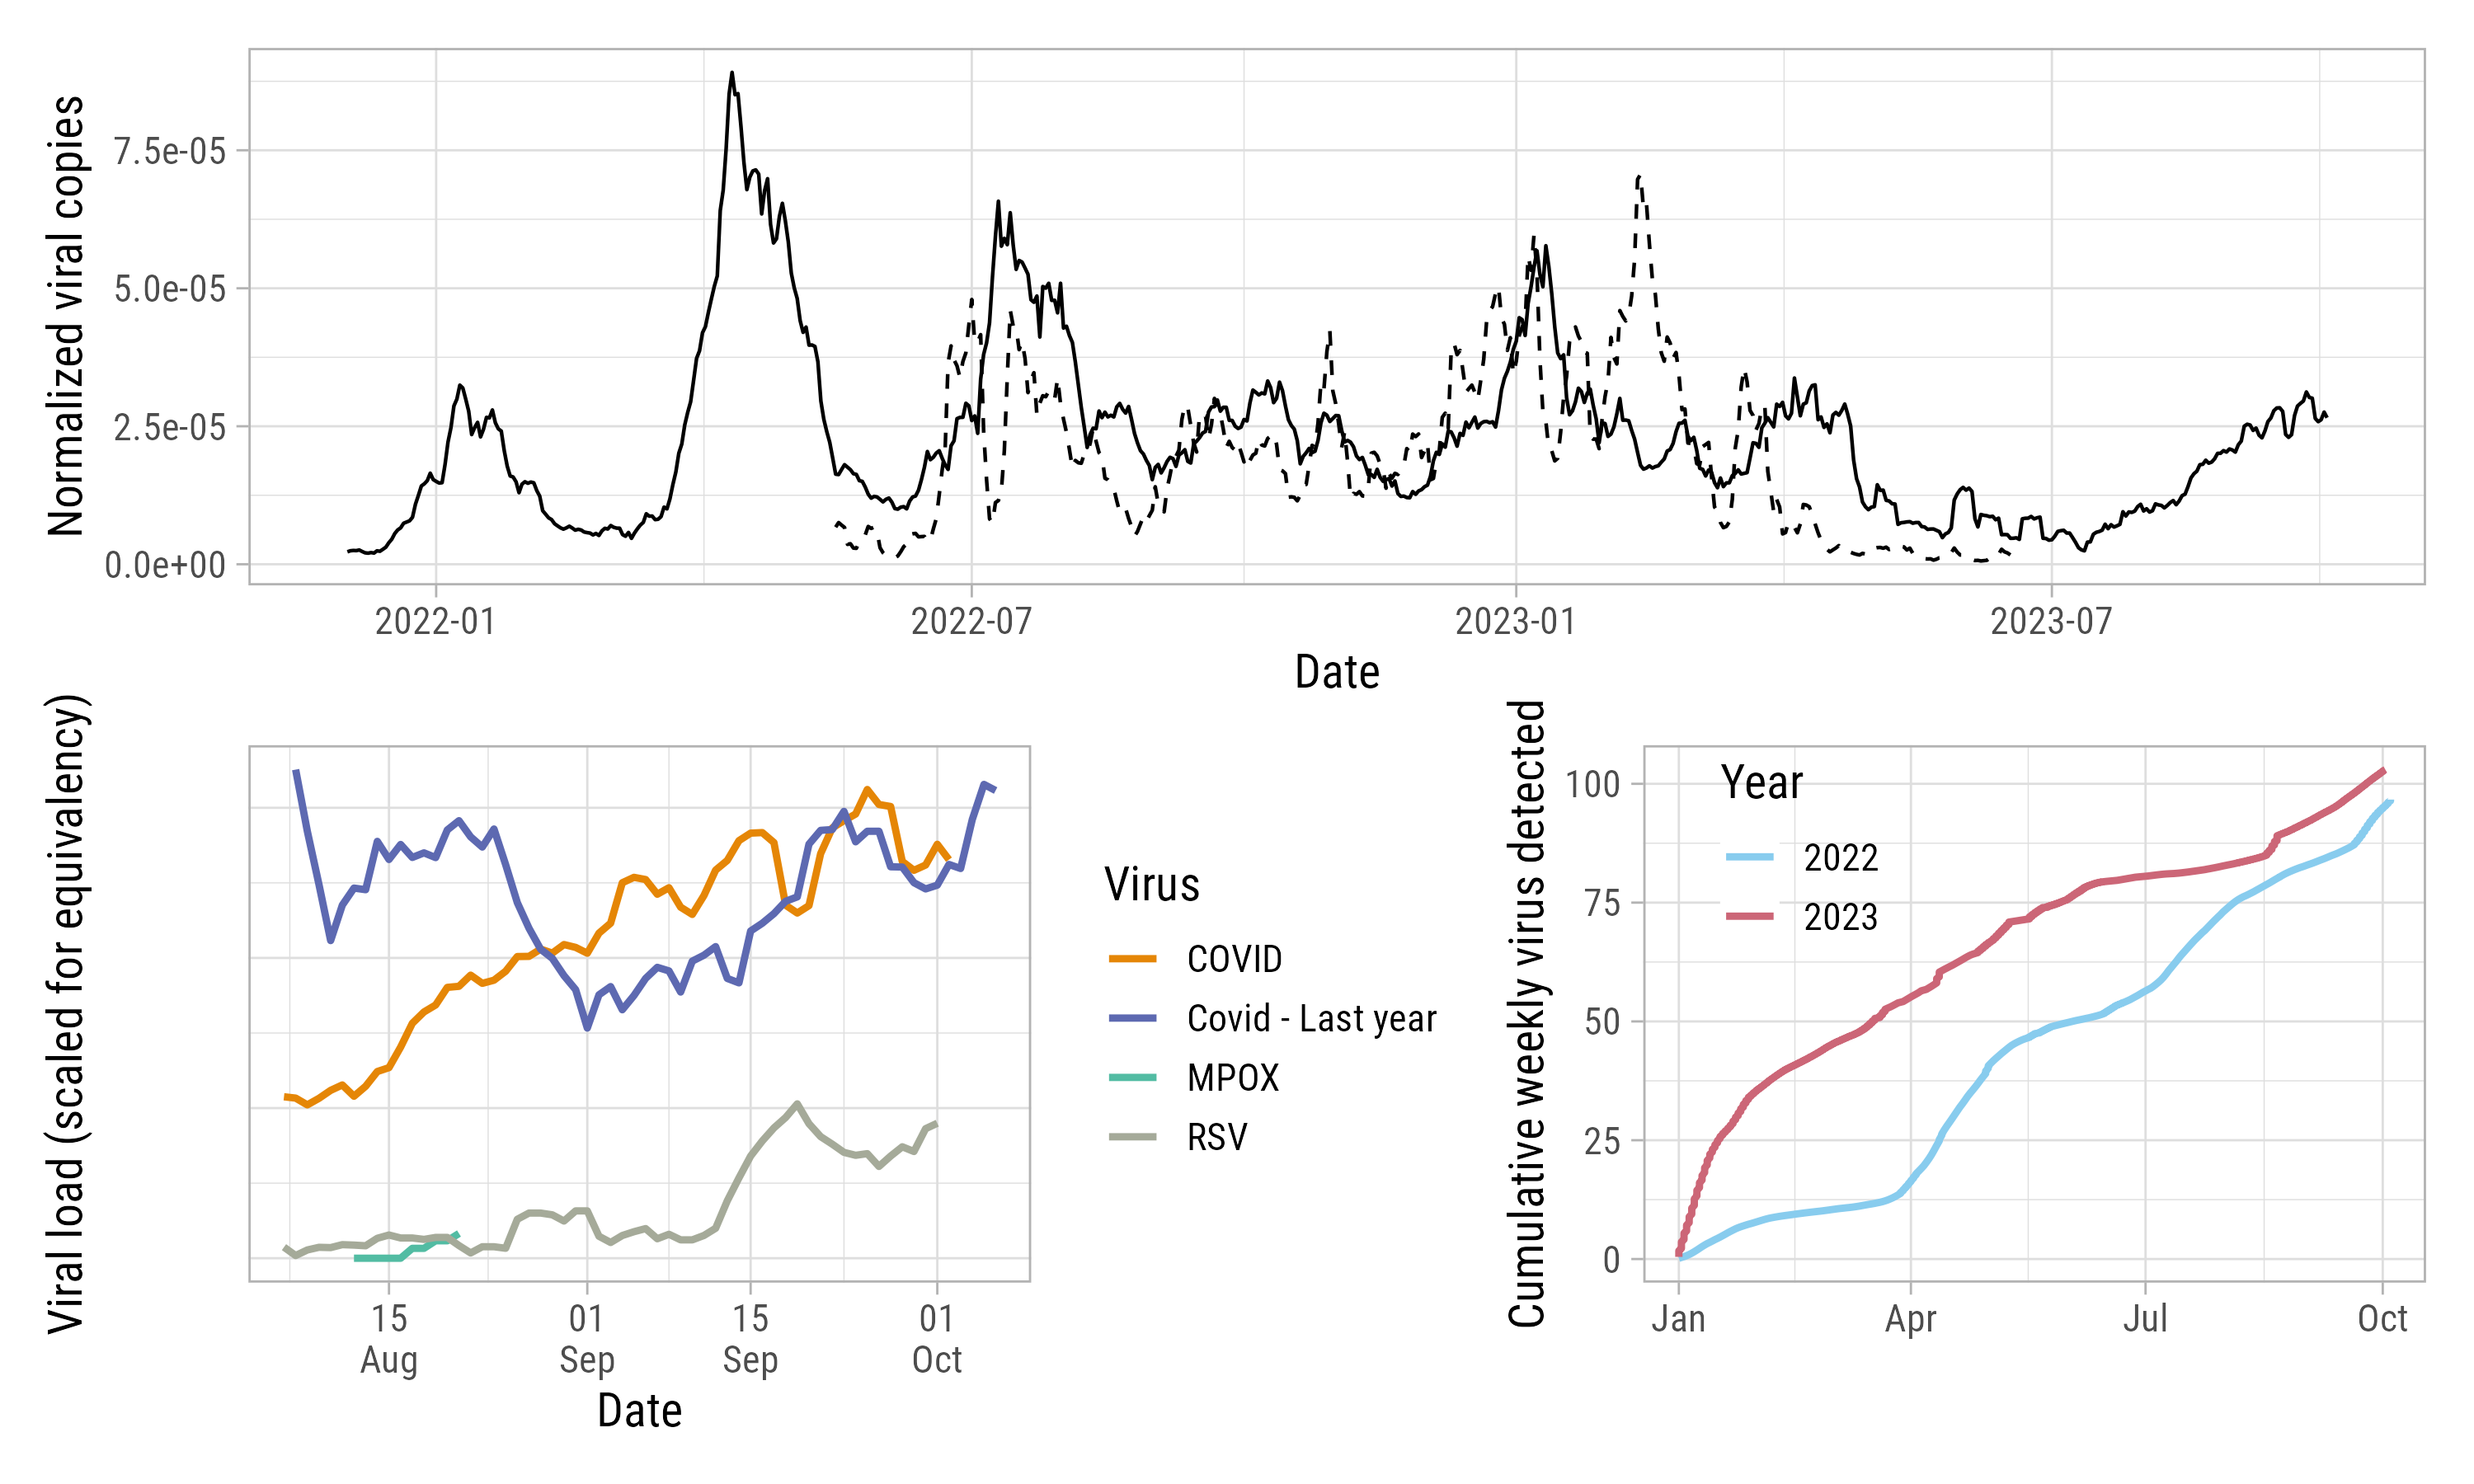 Normalized viral copies
7.5e-05
5.0e-05
2.5e-05
0.0e+00
2022-01
2022-07
2023-01
2023-07
Date
Viral load (scaled for equivalency)
15
Aug
01
Sep
15
Sep
01
Oct
Date
Virus
COVID
Covid - Last year
MPOX
RSV
Cumulative weekly virus detected
100
75
50
25
0
Year
2022
2023
Jan
Apr
Jul
Oct